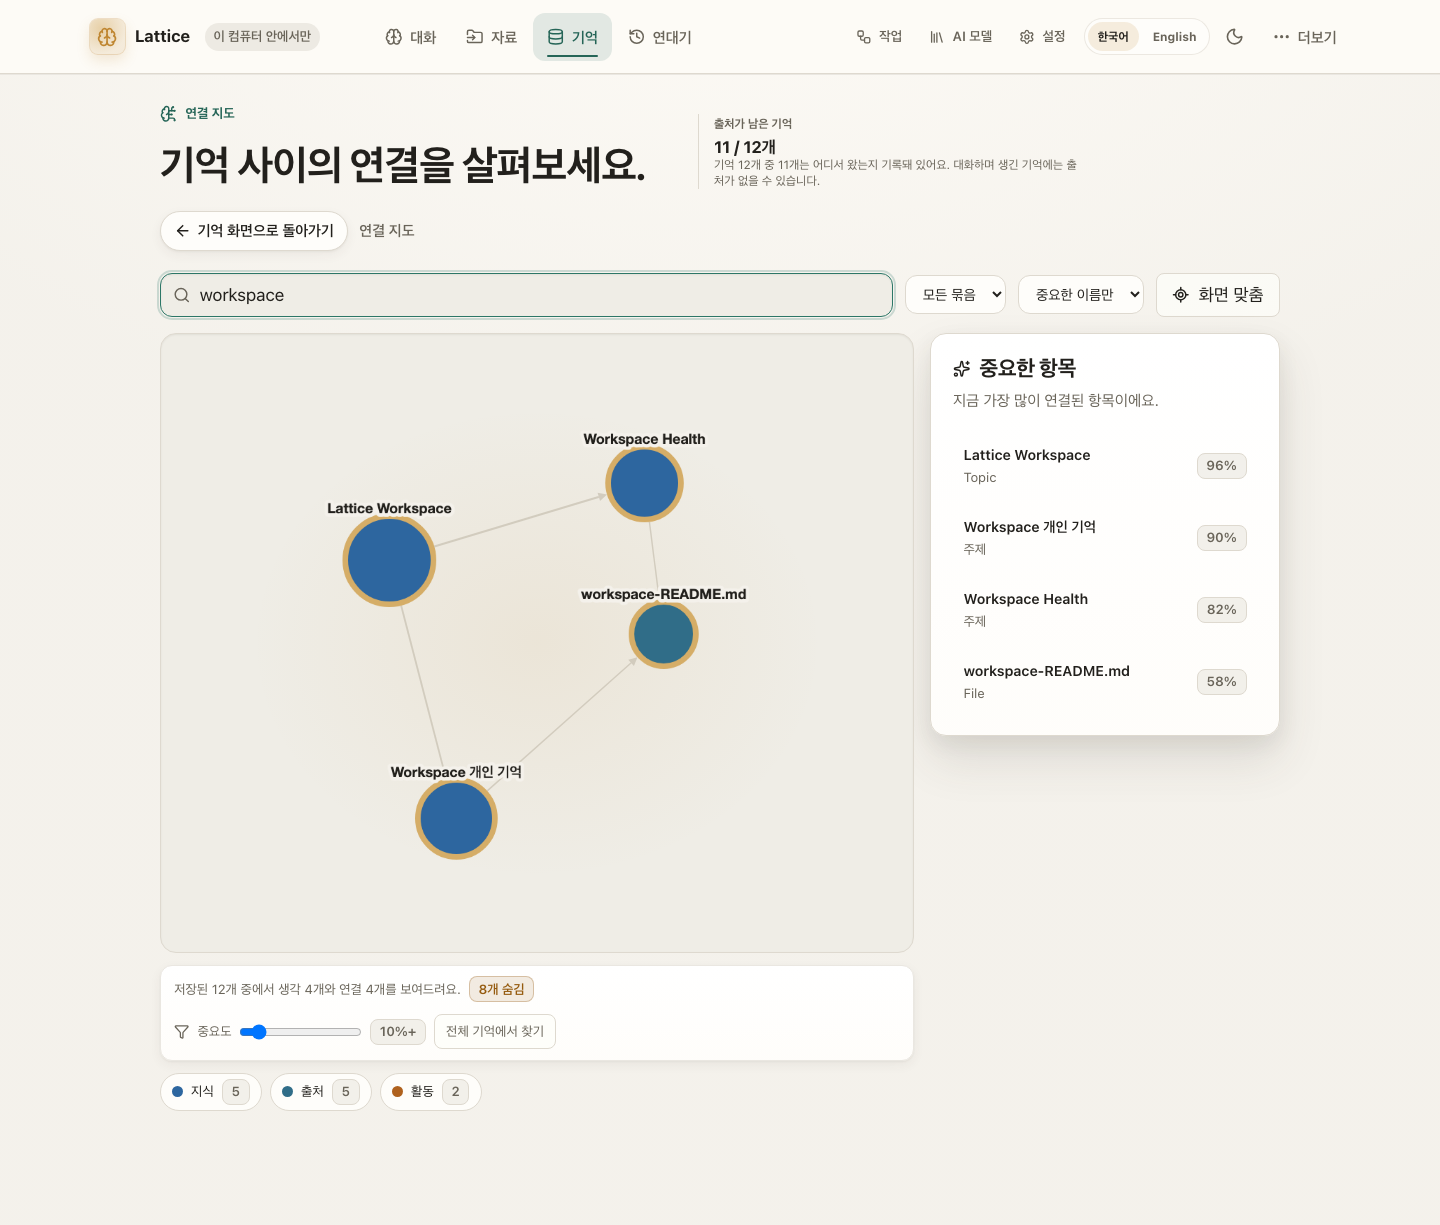 Lattice
이 컴퓨터 안에서만
대화
자료
기억
연대기
작업
AI 모델
설정
한국어
English
더보기
연결 지도
기억 사이의 연결을 살펴보세요.
출처가 남은 기억
11 / 12개
기억 12개 중 11개는 어디서 왔는지 기록돼 있어요. 대화하며 생긴 기억에는 출
처가 없을 수 있습니다.
기억 화면으로 돌아가기
연결 지도
workspace
모든 묶음
중요한 이름만
화면 맞춤
Workspace Health
Lattice Workspace
workspace-README.md
Workspace 개인 기억
중요한 항목
지금 가장 많이 연결된 항목이에요.
Lattice Workspace
Topic
96%
Workspace 개인 기억
주제
90%
Workspace Health
주제
82%
workspace-README.md
File
58%
저장된 12개 중에서 생각 4개와 연결 4개를 보여드려요.
8개 숨김
중요도
10%+
전체 기억에서 찾기
지식 5
출처 5
활동 2